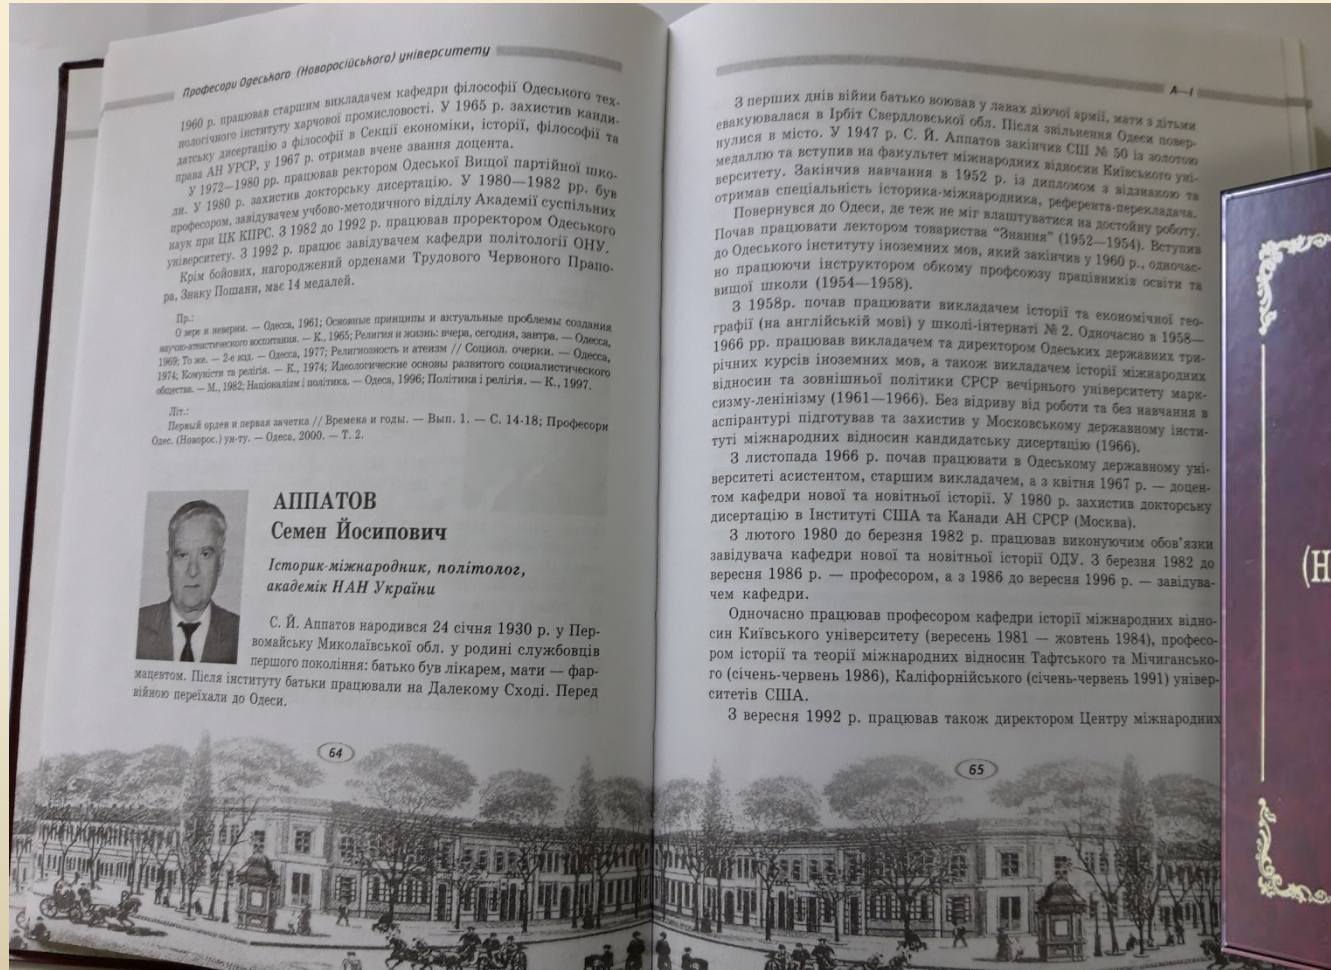 Професори Одеського (Новоросійського) університету
1960 р. працював старшим викладачем кафедри філософії Одеського тех-
нологічного інституту харчової промисловості. У 1965 р. захистив канди-
датську дисертацію з філософії в Секції економіки, історії, філософії та
права АН УРСР, у 1967 р. отримав вчене звання доцента.
У 1972—1980 рр. працював ректором Одеської Вищої партійної шко-
ли. У 1980 р. захистив докторську дисертацію. У 1980—1982 рр. був
професором, завідувачем учбово-методичного відділу Академії суспільних
наук при ЦК КПРС. З 1982 до 1992 р. працював проректором Одеського
університету. З 1992 р. працює завідувачем кафедри політології ОНУ.
Крім бойових, нагороджений орденами Трудового Червоного Прапо-
ра, Знаку Пошани, має 14 медалей.
Пр.:
О вере и неверии. — Одесса, 1961; Основные принципы и актуальные проблемы создания
научно-атеистического воспитания. — К., 1965; Религия и жизнь: вчера, сегодня, завтра. — Одесса,
1969; То же. — 2-е изд. — Одесса, 1977; Религиозность и атеизм // Социол. очерки. — Одесса,
1974; Комуністи та релігія. — К., 1974; Идеологические основы развитого социалистического
общества. — М., 1982; Націоналізм і політика. — Одеса, 1996; Політика і релігія. — К., 1997.
Літ.:
Первый орден и первая зачетка // Времена и годы. — Вып. 1. — С. 14-18; Професори
Одес. (Новорос.) ун-ту. — Одеса, 2000. — Т. 2.
АППАТОВ
Семен Йосипович
Історик-міжнародник, політолог,
академік НАН України
С. Й. Аппатов народився 24 січня 1930 р. у Пер-
вомайську Миколаївської обл. у родині службовців
першого покоління: батько був лікарем, мати — фар-
мацевтом. Після інституту батьки працювали на Далекому Сході. Перед
війною переїхали до Одеси.
64
А—І
З перших днів війни батько воював у лавах діючої армії, мати з дітьми
евакуювалася в Ірбіт Свердловської обл. Після звільнення Одеси повер-
нулися в місто. У 1947 р. С. Й. Аппатов закінчив СШ № 50 із золотою
медаллю та вступив на факультет міжнародних відносин Київського уні-
верситету. Закінчив навчання в 1952 р. із дипломом з відзнакою та
отримав спеціальність історика-міжнародника, референта-перекладача.
Повернувся до Одеси, де теж не міг влаштуватися на достойну роботу.
Почав працювати лектором товариства "Знання" (1952—1954). Вступив
до Одеського інституту іноземних мов, який закінчив у 1960 р., одночас-
но працюючи інструктором обкому профсоюзу працівників освіти та
вищої школи (1954—1958).
З 1958р. почав працювати викладачем історії та економічної гео-
графії (на англійській мові) у школі-інтернаті № 2. Одночасно в 1958—
1966 рр. працював викладачем та директором Одеських державних три-
річних курсів іноземних мов, а також викладачем історії міжнародних
відносин та зовнішньої політики СРСР вечірнього університету марк-
сизму-ленінізму (1961—1966). Без відриву від роботи та без навчання в
аспірантурі підготував та захистив у Московському державному інсти-
туті міжнародних відносин кандидатську дисертацію (1966).
З листопада 1966 р. почав працювати в Одеському державному уні-
верситеті асистентом, старшим викладачем, а з квітня 1967 р. — доцен-
том кафедри нової та новітньої історії. У 1980 р. захистив докторську
дисертацію в Інституті США та Канади АН СРСР (Москва).
З лютого 1980 до березня 1982 р. працював виконуючим обов'язки
завідувача кафедри нової та новітньої історії ОДУ. З березня 1982 до
вересня 1986 р. — професором, а з 1986 до вересня 1996 р. — завідува-
чем кафедри.
Одночасно працював професором кафедри історії міжнародних відно-
син Київського університету (вересень 1981 — жовтень 1984), професо-
ром історії та теорії міжнародних відносин Тафтського та Мічигансько-
го (січень-червень 1986), Каліфорнійського (січень-червень 1991) універ-
ситетів США.
З вересня 1992 р. працював також директором Центру міжнародних
65
(Н